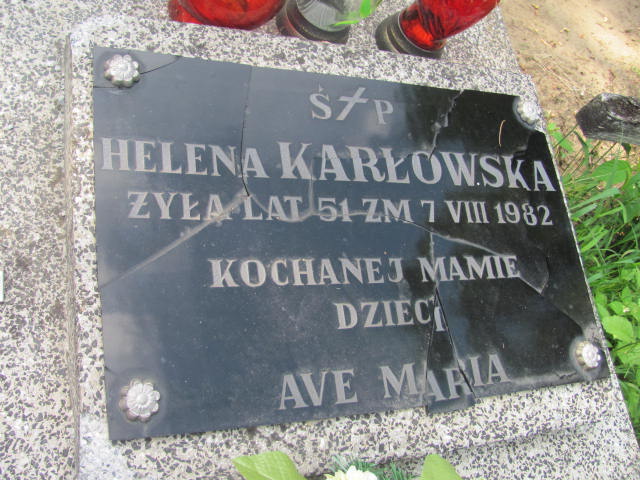 Ś P
HELENA KARŁOWSKA
ŻYŁA LAT 51 ZM 7 VIII 1982
KOCHANEJ MAMIE
DZIECI
AVE MARIA